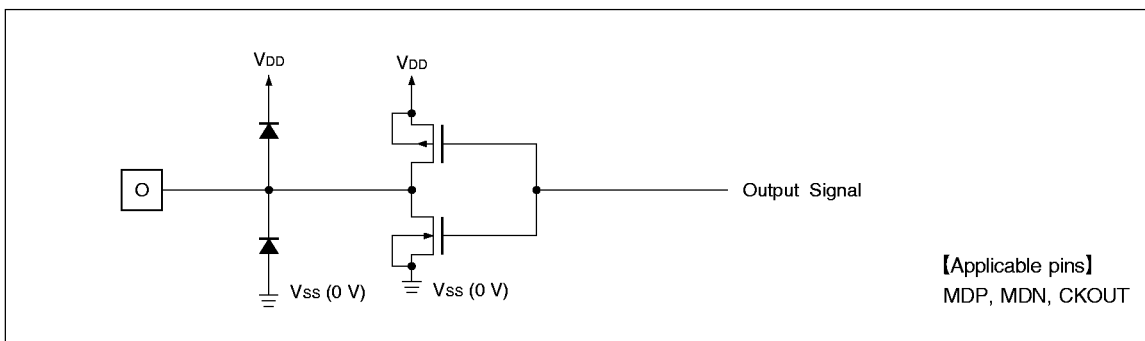 VDD
VDD
O
Output Signal
VSS (0 V)
VSS (0 V)
【Applicable pins】
MDP, MDN, CKOUT